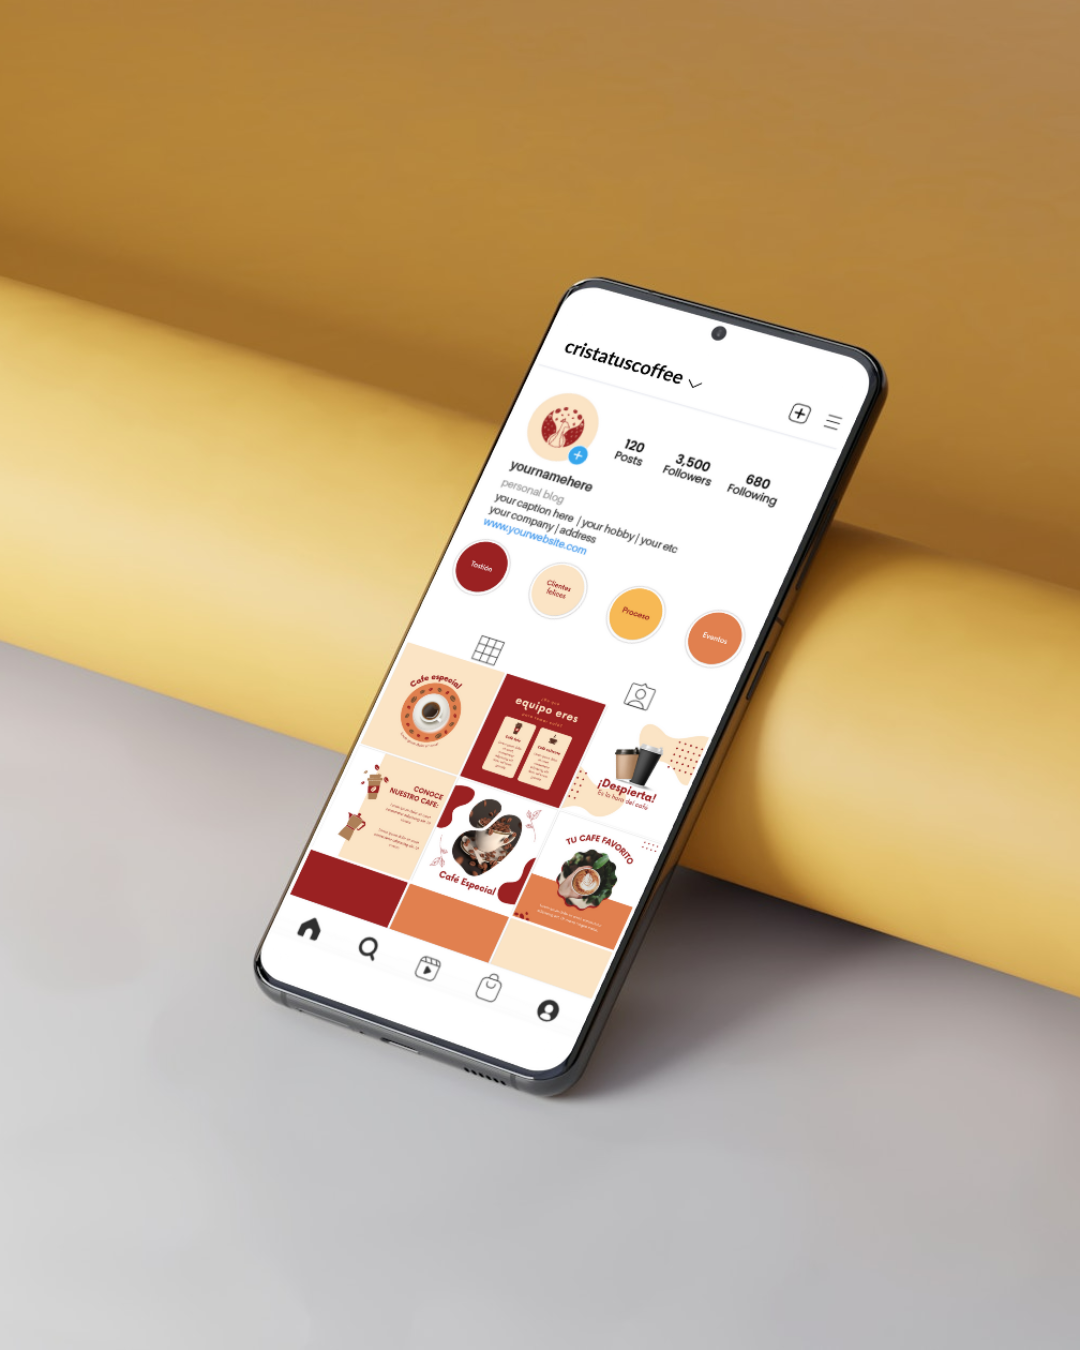 cristatuscoffee
120
Posts
3,500
Followers
680
Following
yournamehere
personal blog
your caption here | your hobby | your etc
your company | address
www.yourwebsite.com
Tostión
Clientes
felices
Proceso
Eventos
Cafe especial
equipo eres
¡Despierta!
Es la hora del cafe
CONOCE
NUESTRO CAFE:
Café Especial
TU CAFE FAVORITO